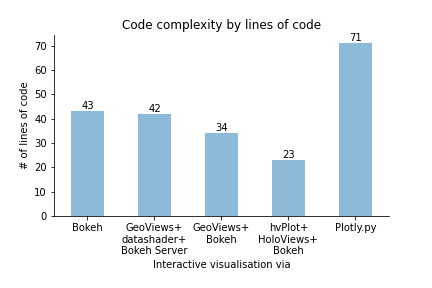 Code complexity by lines of code
# of lines of code
70
60
50
40
30
20
10
0
43
42
34
23
71
Bokeh
GeoViews+
datashader+
Bokeh Server
GeoViews+
Bokeh
hvPlot+
HoloViews+
Bokeh
Plotly.py
Interactive visualisation via